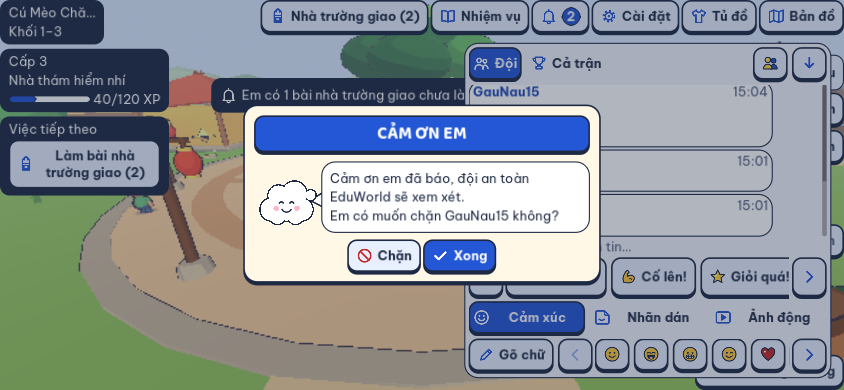 Cú Mèo Chă...
Khối 1–3
Nhà trường giao (2)
Nhiệm vụ
2
Cài đặt
Tủ đồ
Bản đồ
Cấp 3
Nhà thám hiểm nhí
40/120 XP
Việc tiếp theo
Làm bài nhà
trường giao (2)
Em có 1 bài nhà trường giao chưa là
Đội
Cả trận
GauNau15
15:04
15:01
15:01
CẢM ƠN EM
Cảm ơn em đã báo, đội an toàn
EduWorld sẽ xem xét.
Em có muốn chặn GauNau15 không?
Chặn
Xong
tin...
Cố lên!
Giỏi quá!
Cảm xúc
Nhãn dán
Ảnh động
Gõ chữ